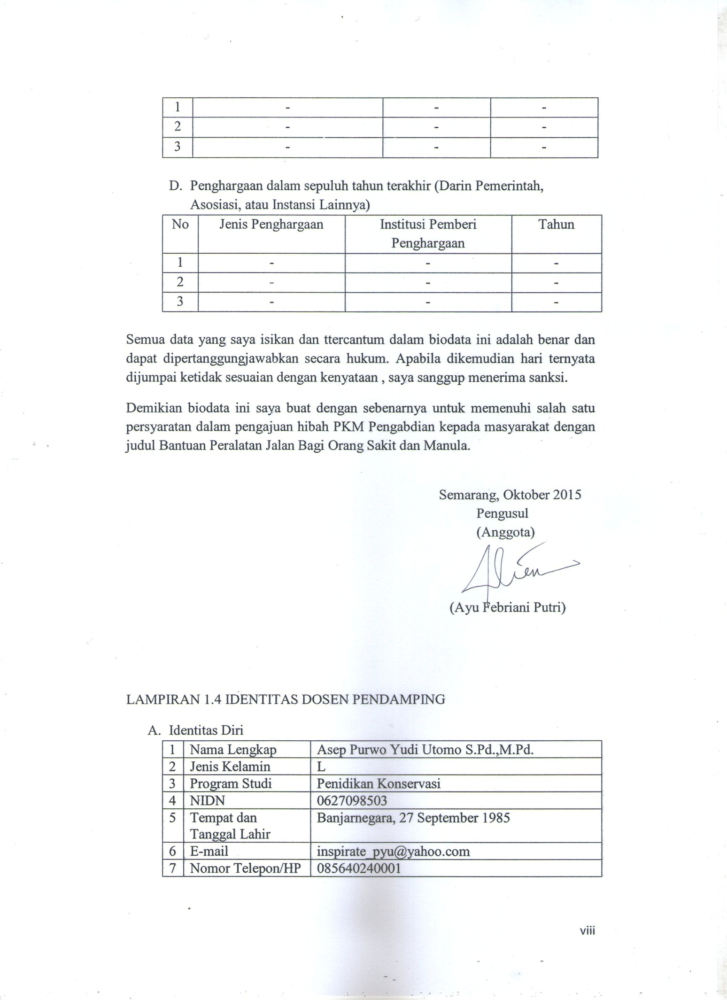 1 - - -
2 - - -
3 - - -
D. Penghargaan dalam sepuluh tahun terakhir (Darin Pemerintah,
Asosiasi, atau Instansi Lainnya)
No Jenis Penghargaan Institusi Pemberi Tahun
Penghargaan
1 - - -
2 - - -
3 - - -
Semua data yang saya isikan dan ttercantum dalam biodata ini adalah benar dan
dapat dipertanggungjawabkan secara hukum. Apabila dikemudian hari ternyata
dijumpai ketidak sesuaian dengan kenyataan , saya sanggup menerima sanksi.
Demikian biodata ini saya buat dengan sebenarnya untuk memenuhi salah satu
persyaratan dalam pengajuan hibah PKM Pengabdian kepada masyarakat dengan
judul Bantuan Peralatan Jalan Bagi Orang Sakit dan Manula.
Semarang, Oktober 2015
Pengusul
(Anggota)
(Ayu Febriani Putri)
LAMPIRAN 1.4 IDENTITAS DOSEN PENDAMPING
A. Identitas Diri
1 Nama Lengkap Asep Purwo Yudi Utomo S.Pd.,M.Pd.
2 Jenis Kelamin L
3 Program Studi Penidikan Konservasi
4 NIDN 0627098503
5 Tempat dan Banjarnegara, 27 September 1985
Tanggal Lahir
6 E-mail inspirate_pyu@yahoo.com
7 Nomor Telepon/HP 085640240001
viii